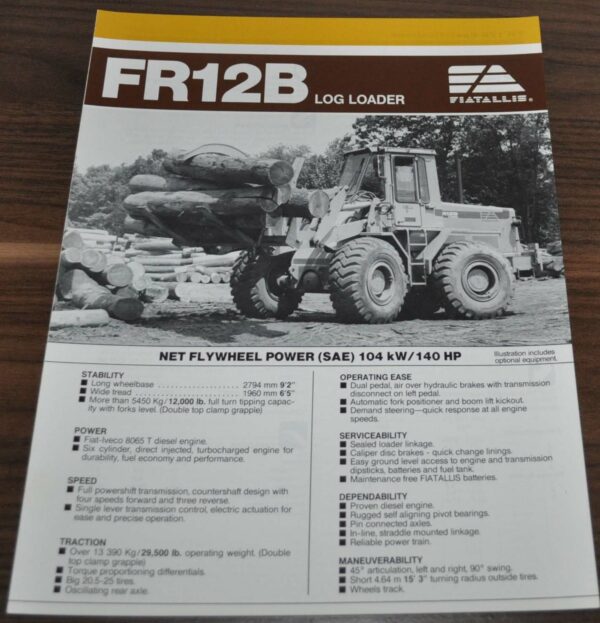 FR12B LOG LOADER
FIATALLIS®
NET FLYWHEEL POWER (SAE) 104 kW/140 HP
Illustration includes
optional equipment.
STABILITY
■ Long wheelbase ........................ 2794 mm 9'2"
■ Wide tread ............................. 1960 mm 6'5"
■ More than 5450 Kg/12,000 lb. full turn tipping capac-
ity with forks level. (Double top clamp grapple)
POWER
■ Fiat-Iveco 8065 T diesel engine.
■ Six cylinder, direct injected, turbocharged engine for
durability, fuel economy and performance.
SPEED
■ Full powershift transmission, countershaft design with
four speeds forward and three reverse.
■ Single lever transmission control, electric actuation for
ease and precise operation.
TRACTION
■ Over 13 390 Kg/29,500 lb. operating weight. (Double
top clamp grapple)
■ Torque proportioning differentials.
■ Big 20.5-25 tires.
■ Oscillating rear axle.
OPERATING EASE
■ Dual pedal, air over hydraulic brakes with transmission
disconnect on left pedal.
■ Automatic fork positioner and boom lift kickout.
■ Demand steering—quick response at all engine
speeds.
SERVICEABILITY
■ Sealed loader linkage.
■ Caliper disc brakes - quick change linings.
■ Easy ground level access to engine and transmission
dipsticks, batteries and fuel tank.
■ Maintenance free FIATALLIS batteries.
DEPENDABILITY
■ Proven diesel engine.
■ Rugged self aligning pivot bearings.
■ Pin connected axles.
■ In-line, straddle mounted linkage.
■ Reliable power train.
MANEUVERABILITY
■ 45° articulation, left and right, 90° swing.
■ Short 4.64 m 15' 3" turning radius outside tires.
■ Wheels track.